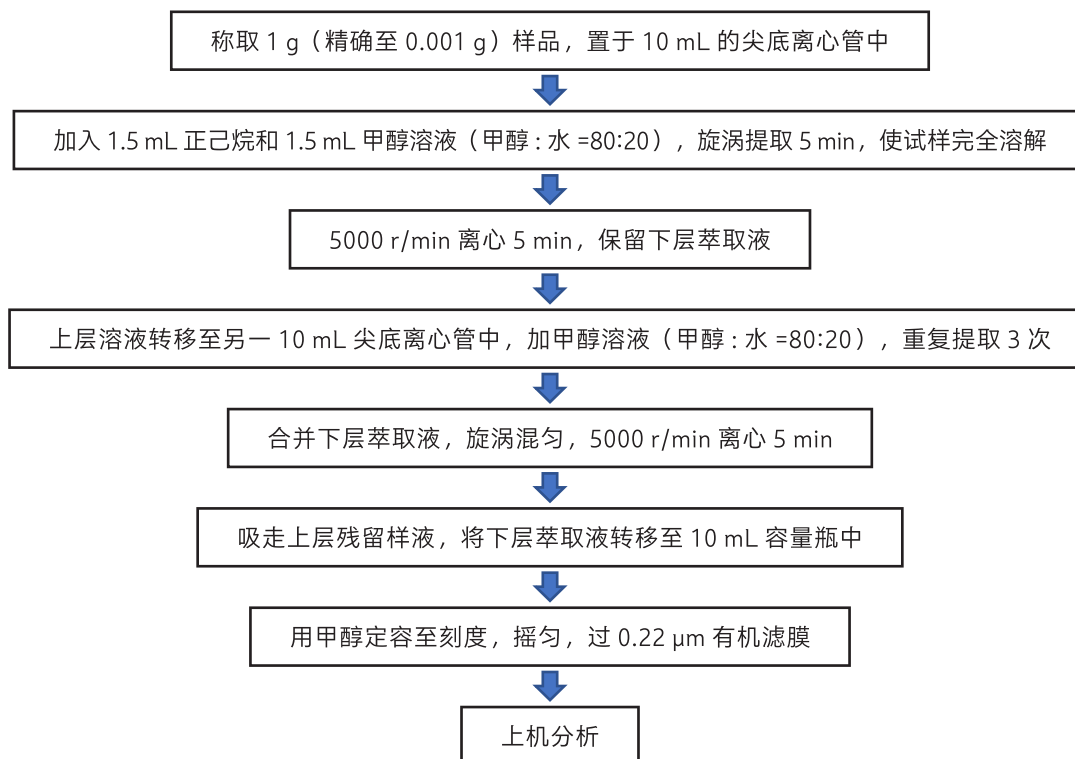 称取 1 g（精确至 0.001 g）样品，置于 10 mL 的尖底离心管中
加入 1.5 mL 正己烷和 1.5 mL 甲醇溶液（甲醇 : 水 =80:20），旋涡提取 5 min，使试样完全溶解
5000 r/min 离心 5 min，保留下层萃取液
上层溶液转移至另一 10 mL 尖底离心管中，加甲醇溶液（甲醇 : 水 =80:20），重复提取 3 次
合并下层萃取液，旋涡混匀，5000 r/min 离心 5 min
吸走上层残留样液，将下层萃取液转移至 10 mL 容量瓶中
用甲醇定容至刻度，摇匀，过 0.22 μm 有机滤膜
上机分析